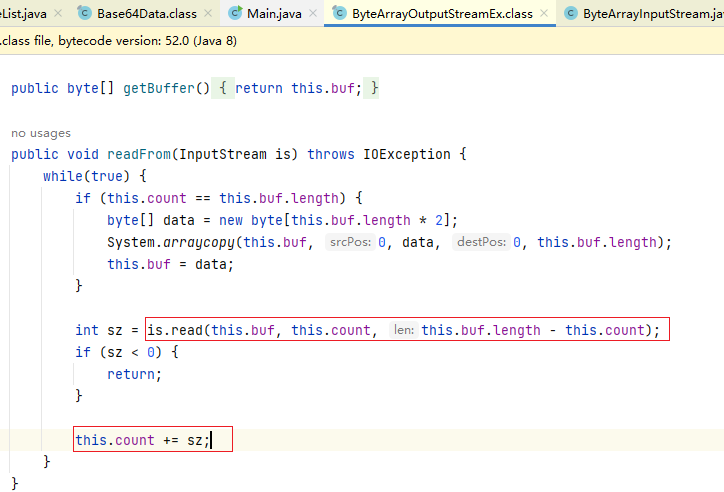 eList.java × Base64Data.class × Main.java × ByteArrayOutputStreamEx.class × ByteArrayInputStream.ja
.class file, bytecode version: 52.0 (Java 8)
public byte[] getBuffer() { return this.buf; }
no usages
public void readFrom(InputStream is) throws IOException {
while(true) {
if (this.count == this.buf.length) {
byte[] data = new byte[this.buf.length * 2];
System.arraycopy(this.buf, srcPos: 0, data, destPos: 0, this.buf.length);
this.buf = data;
}
int sz = is.read(this.buf, this.count, len: this.buf.length - this.count);
if (sz < 0) {
return;
}
this.count += sz;
}
}